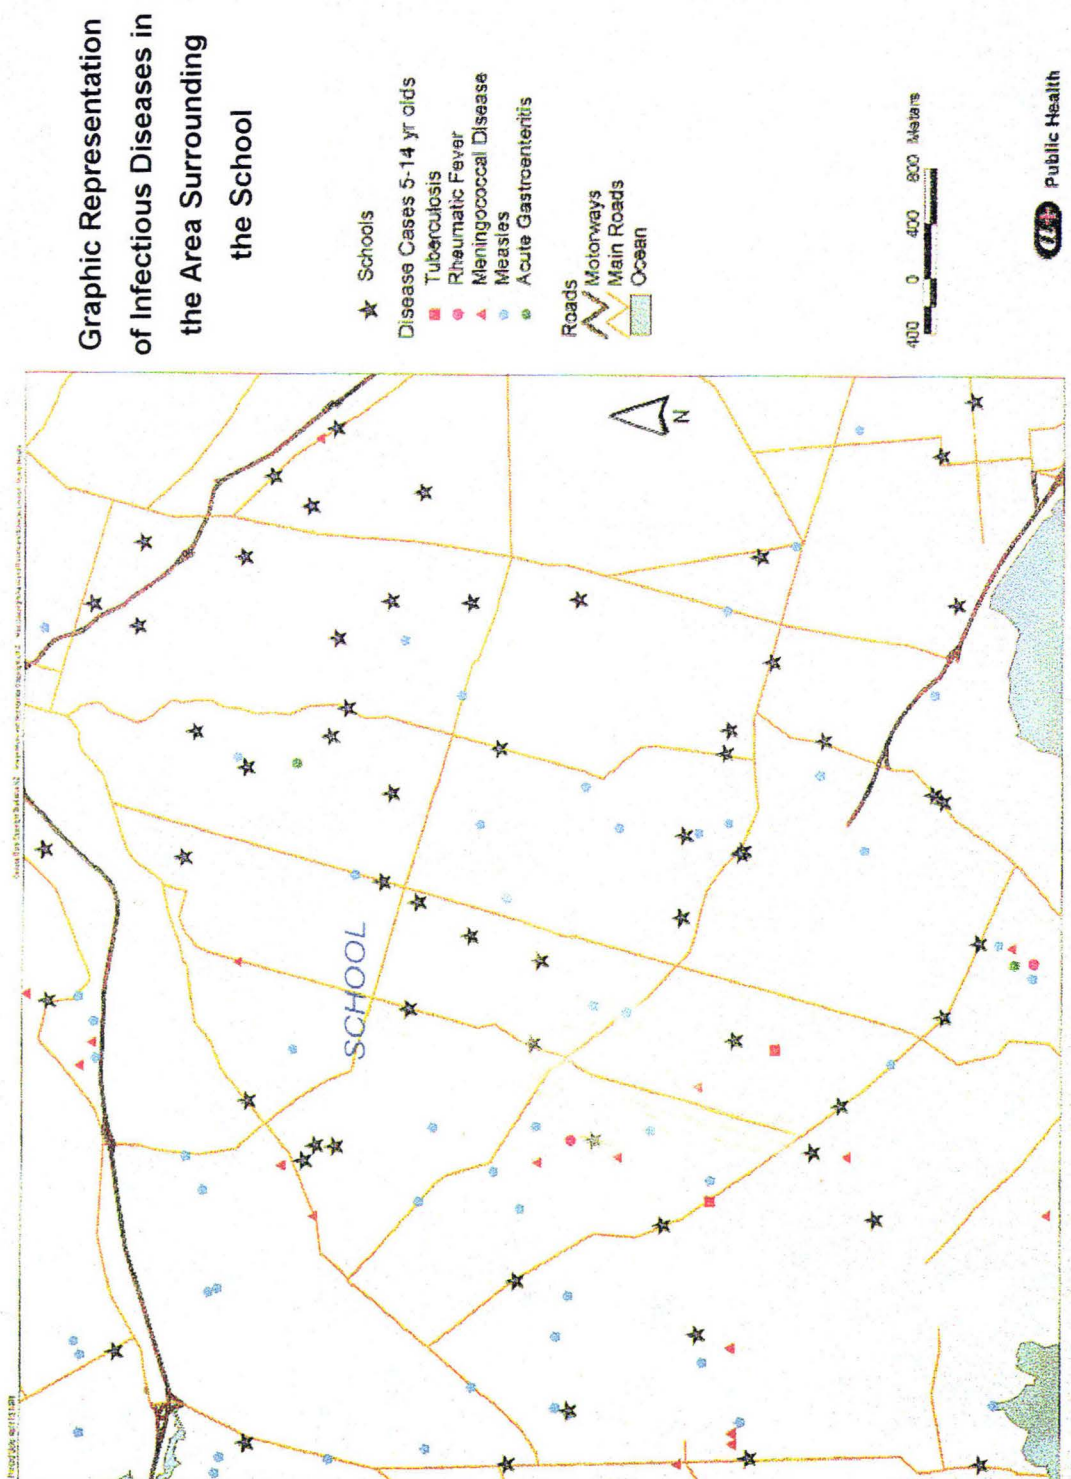 Graphic Representation
of Infectious Diseases in
the Area Surrounding
the School
Schools
Disease Cases 5-14 yr olds
Tuberculosis
Rheumatic Fever
Meningococcal Disease
Measles
Acute Gastroenteritis
Roads
Motorways
Main Roads
Ocean
400 0 400 800 Meters
Public Health
SCHOOL
N